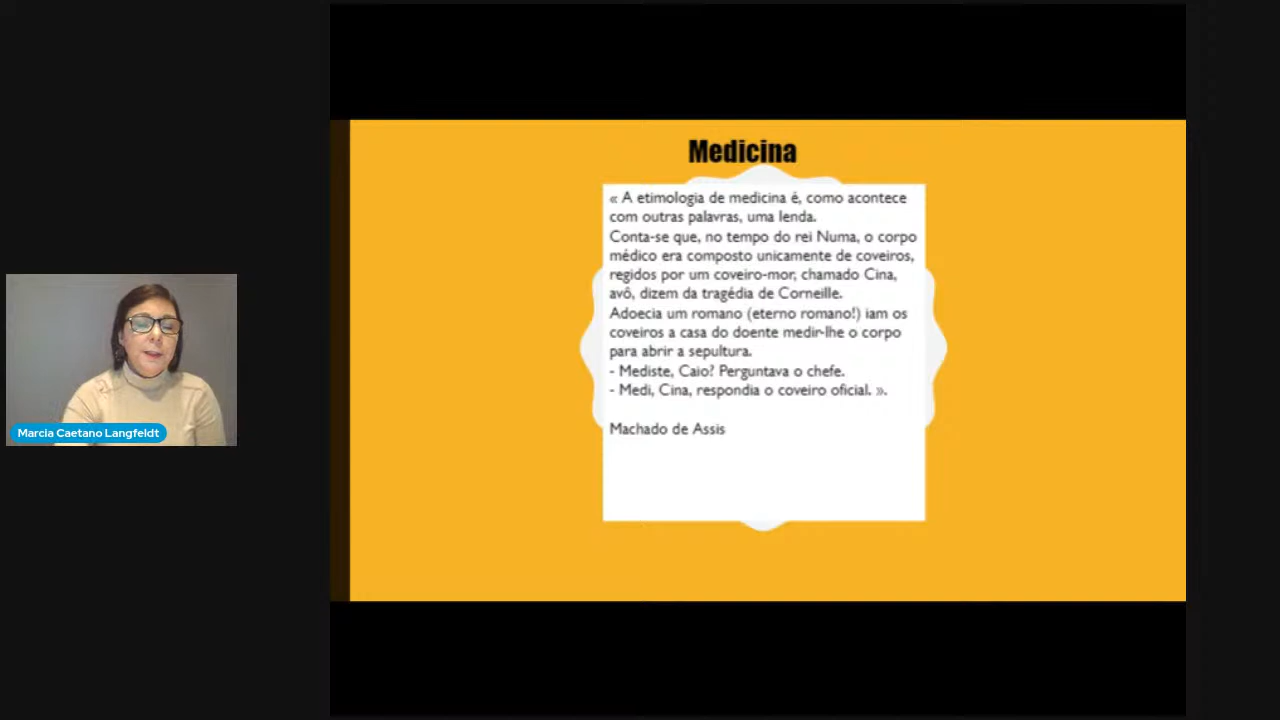 Medicina
« A etimologia de medicina é, como acontece
com outras palavras, uma lenda.
Conta-se que, no tempo do rei Numa, o corpo
médico era composto unicamente de coveiros,
regidos por um coveiro-mor, chamado Cina,
avô, dizem da tragédia de Corneille.
Adoecia um romano (eterno romano!) iam os
coveiros a casa do doente medir-lhe o corpo
para abrir a sepultura.
- Mediste, Caio? Perguntava o chefe.
- Medi, Cina, respondia o coveiro oficial. ».
Machado de Assis
Marcia Caetano Langfeldt